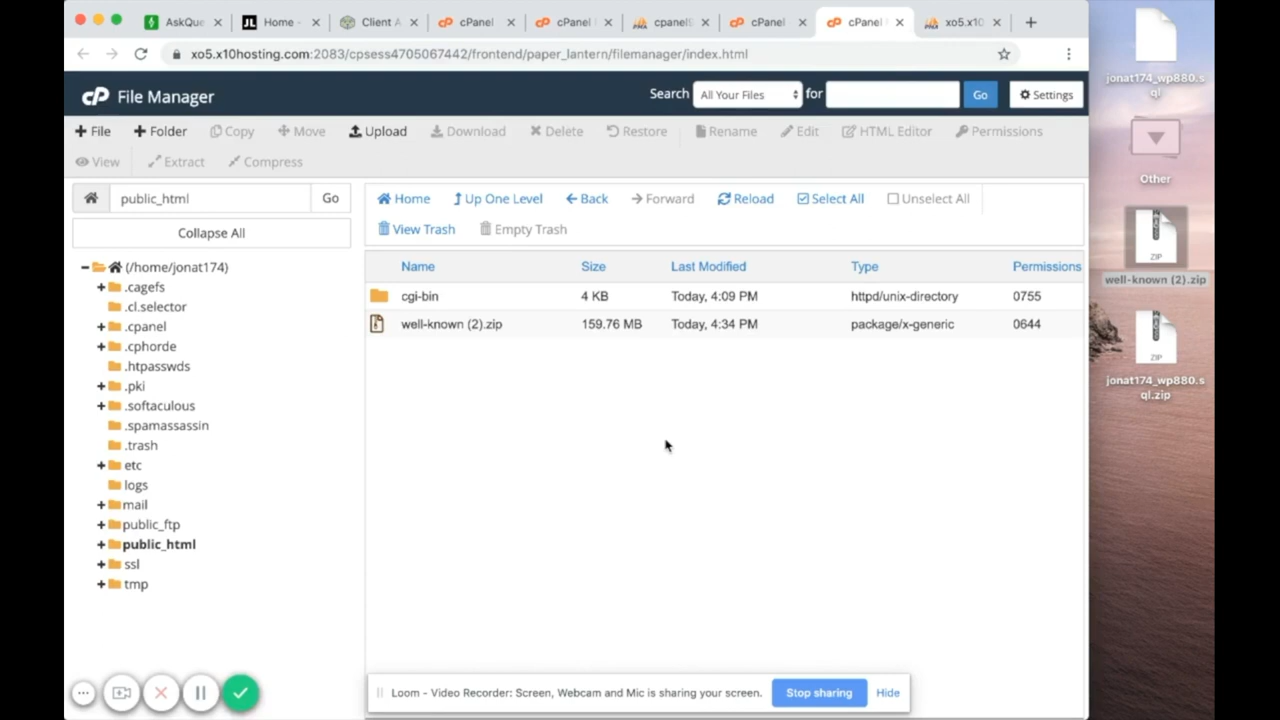 AskQue
Home -
Client A
cPanel
cPanel
cpanel
cPanel
cPanel
xo5.x10
xo5.x10hosting.com:2083/cpsess4705067442/frontend/paper_lantern/filemanager/index.html
cP File Manager
Search All Your Files for Go Settings
File Folder Copy Move Upload Download Delete Restore Rename Edit HTML Editor Permissions
View Extract Compress
public_html Go
Home Up One Level Back Forward Reload Select All Unselect All
Collapse All
View Trash Empty Trash
Name Size Last Modified Type Permissions
cgi-bin 4 KB Today, 4:09 PM httpd/unix-directory 0755
well-known (2).zip 159.76 MB Today, 4:34 PM package/x-generic 0644
(/home/jonat174)
.cagefs
.cl.selector
.cpanel
.cphorde
.htpasswds
.pki
.softaculous
.spamassassin
.trash
etc
logs
mail
public_ftp
public_html
ssl
tmp
Loom - Video Recorder: Screen, Webcam and Mic is sharing your screen. Stop sharing Hide
jonat174_wp880.s
ql
Other
ZIP
well-known (2).zip
ZIP
jonat174_wp880.s
ql.zip